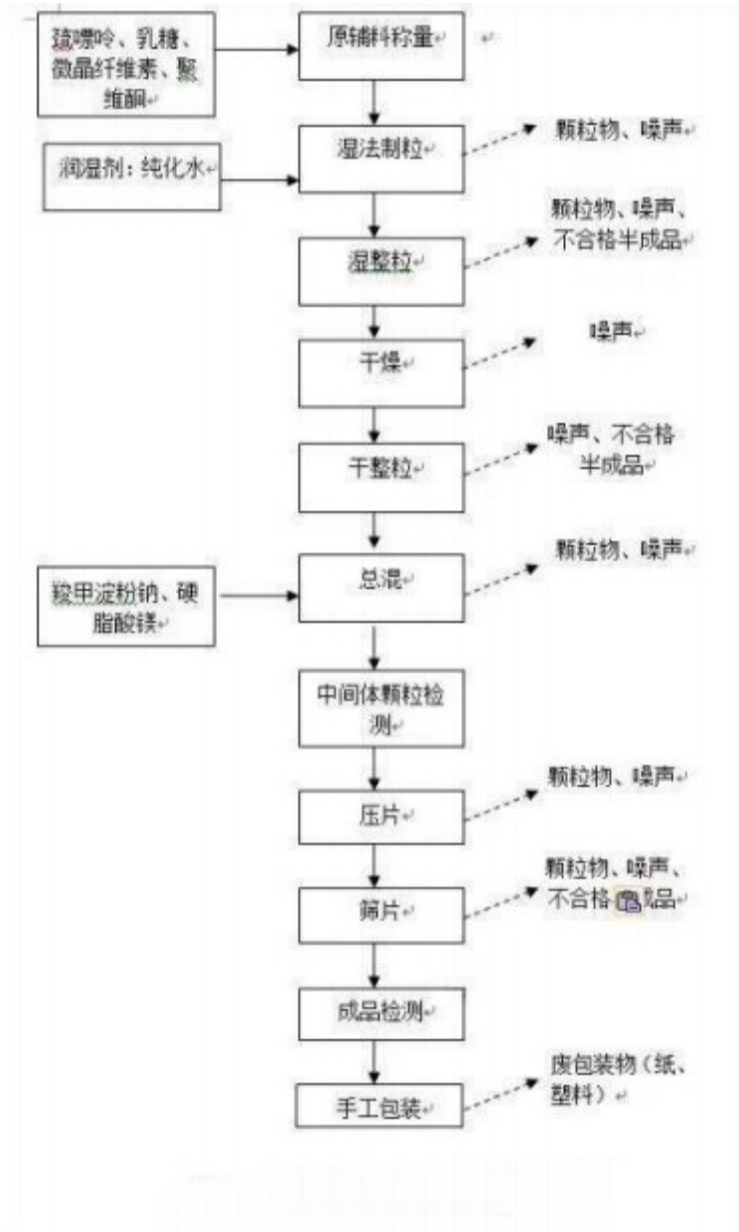 巯嘌呤、乳糖、
微晶纤维素、聚
维酮
原辅料称量
湿法制粒
颗粒物、噪声
润湿剂：纯化水
颗粒物、噪声、
不合格半成品
湿整粒
噪声
干燥
噪声、不合格
半成品
干整粒
颗粒物、噪声
总混
羧甲淀粉钠、硬
脂酸镁
中间体颗粒检
测
颗粒物、噪声
压片
颗粒物、噪声、
不合格 成品
筛片
成品检测
废包装物（纸、
塑料）
手工包装